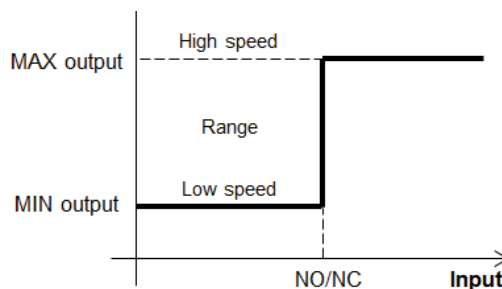 High speed
MAX output
Range
Low speed
MIN output
NO/NC
Input